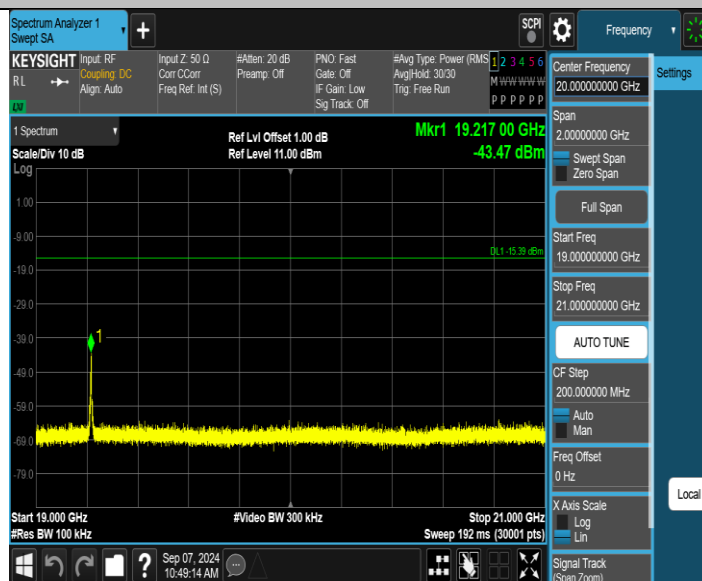 Spectrum Analyzer 1
Swept SA
+
SCPI
Frequency
KEYSIGHT
RL
LXI
Input: RF
Coupling: DC
Align: Auto
Input Z: 50 Ω
Corr CCorr
Freq Ref: Int (S)
#Atten: 20 dB
Preamp: Off
PNO: Fast
Gate: Off
IF Gain: Low
Sig Track: Off
#Avg Type: Power (RMS
Avg|Hold: 30/30
Trig: Free Run
1 2 3 4 5 6
M W W W W W
P P P P P P
1 Spectrum
Scale/Div 10 dB
Log
Ref Lvl Offset 1.00 dB
Ref Level 11.00 dBm
Mkr1 19.217 00 GHz
-43.47 dBm
1.00
-9.00
DL1 -15.39 dBm
-19.0
-29.0
-39.0
1
-49.0
-59.0
-69.0
-79.0
Start 19.000 GHz
#Res BW 100 kHz
#Video BW 300 kHz
Stop 21.000 GHz
Sweep 192 ms (30001 pts)
?
Sep 07, 2024
10:49:14 AM
Center Frequency
20.000000000 GHz
Span
2.00000000 GHz
Swept Span
Zero Span
Full Span
Start Freq
19.000000000 GHz
Stop Freq
21.000000000 GHz
AUTO TUNE
CF Step
200.000000 MHz
Auto
Man
Freq Offset
0 Hz
X Axis Scale
Log
Lin
Signal Track
(Span Zoom)
Settings
Local